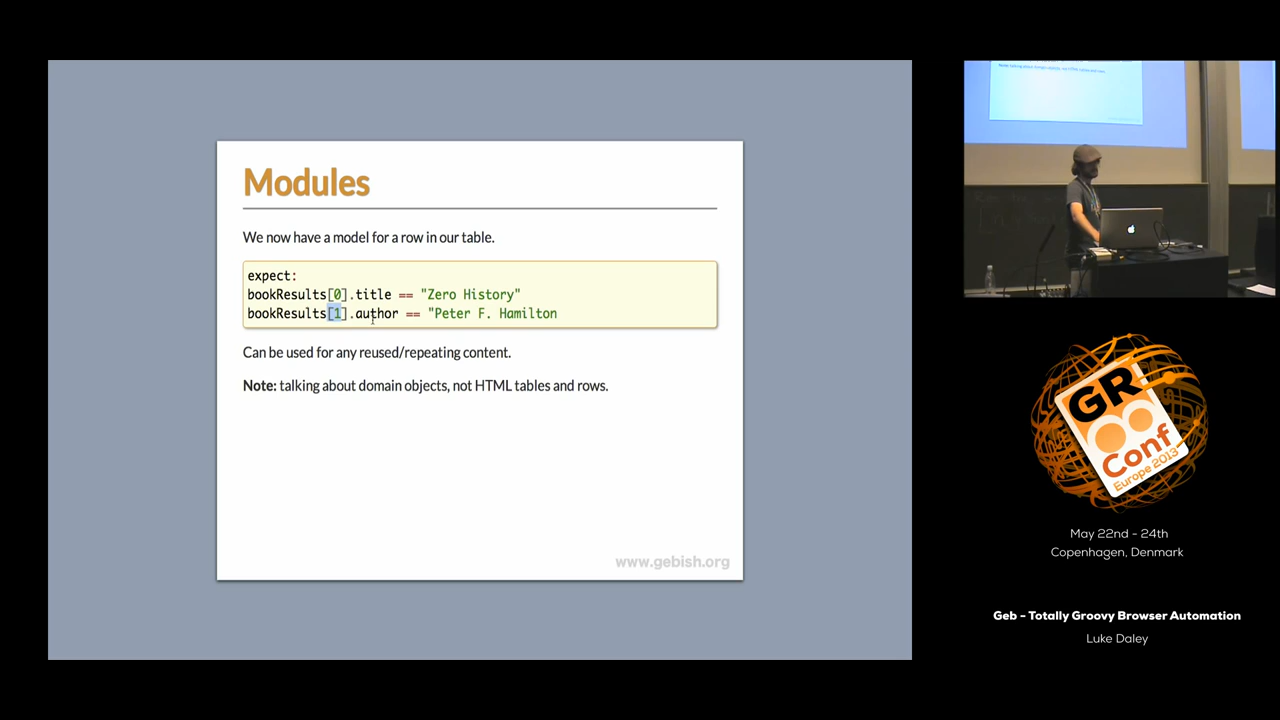 Modules
We now have a model for a row in our table.
expect:
bookResults[0].title == "Zero History"
bookResults[1].author == "Peter F. Hamilton
Can be used for any reused/repeating content.
Note: talking about domain objects, not HTML tables and rows.
www.gebish.org
GR8
Conf
Europe 2013
May 22nd - 24th
Copenhagen, Denmark
Geb - Totally Groovy Browser Automation
Luke Daley